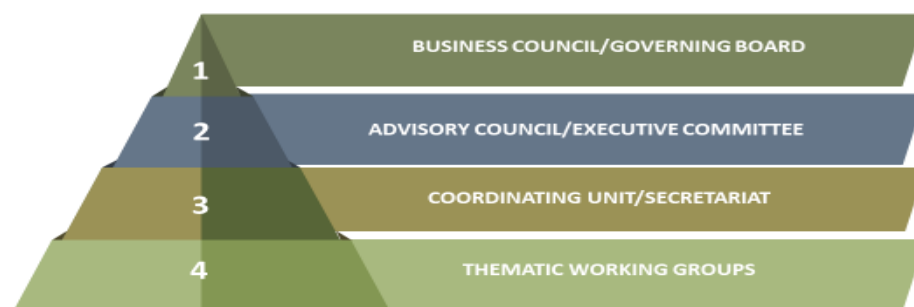 1 BUSINESS COUNCIL/GOVERNING BOARD
2 ADVISORY COUNCIL/EXECUTIVE COMMITTEE
3 COORDINATING UNIT/SECRETARIAT
4 THEMATIC WORKING GROUPS